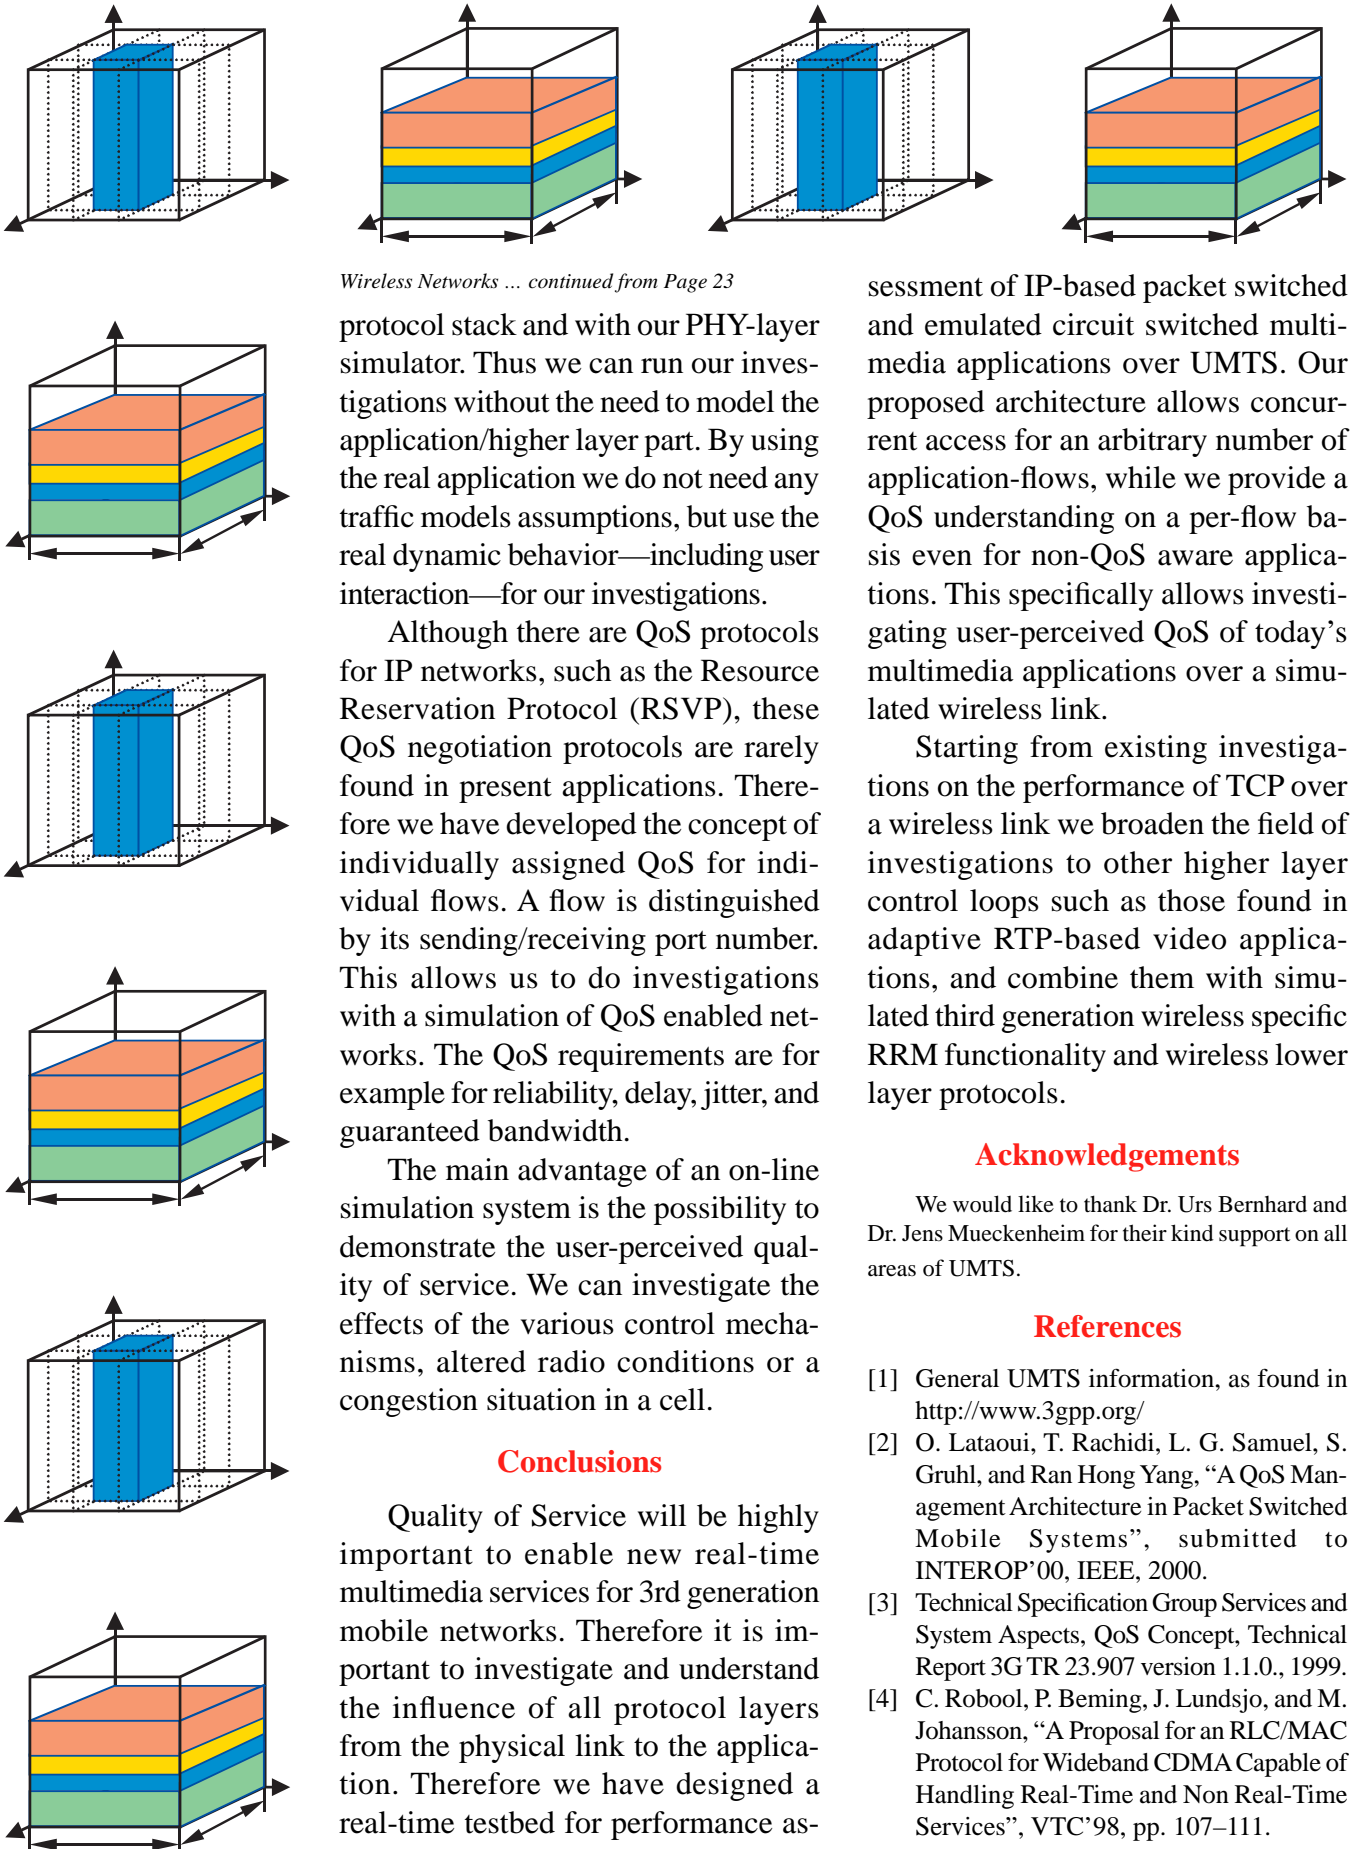 Wireless Networks ... continued from Page 23
protocol stack and with our PHY-layer
simulator. Thus we can run our inves-
tigations without the need to model the
application/higher layer part. By using
the real application we do not need any
traffic models assumptions, but use the
real dynamic behavior—including user
interaction—for our investigations.
Although there are QoS protocols
for IP networks, such as the Resource
Reservation Protocol (RSVP), these
QoS negotiation protocols are rarely
found in present applications. There-
fore we have developed the concept of
individually assigned QoS for indi-
vidual flows. A flow is distinguished
by its sending/receiving port number.
This allows us to do investigations
with a simulation of QoS enabled net-
works. The QoS requirements are for
example for reliability, delay, jitter, and
guaranteed bandwidth.
The main advantage of an on-line
simulation system is the possibility to
demonstrate the user-perceived qual-
ity of service. We can investigate the
effects of the various control mecha-
nisms, altered radio conditions or a
congestion situation in a cell.
Conclusions
Quality of Service will be highly
important to enable new real-time
multimedia services for 3rd generation
mobile networks. Therefore it is im-
portant to investigate and understand
the influence of all protocol layers
from the physical link to the applica-
tion. Therefore we have designed a
real-time testbed for performance as-
sessment of IP-based packet switched
and emulated circuit switched multi-
media applications over UMTS. Our
proposed architecture allows concur-
rent access for an arbitrary number of
application-flows, while we provide a
QoS understanding on a per-flow ba-
sis even for non-QoS aware applica-
tions. This specifically allows investi-
gating user-perceived QoS of today's
multimedia applications over a simu-
lated wireless link.
Starting from existing investiga-
tions on the performance of TCP over
a wireless link we broaden the field of
investigations to other higher layer
control loops such as those found in
adaptive RTP-based video applica-
tions, and combine them with simu-
lated third generation wireless specific
RRM functionality and wireless lower
layer protocols.
Acknowledgements
We would like to thank Dr. Urs Bernhard and
Dr. Jens Mueckenheim for their kind support on all
areas of UMTS.
References
[1] General UMTS information, as found in
http://www.3gpp.org/
[2] O. Lataoui, T. Rachidi, L. G. Samuel, S.
Gruhl, and Ran Hong Yang, “A QoS Man-
agement Architecture in Packet Switched
Mobile Systems”, submitted to
INTEROP’00, IEEE, 2000.
[3] Technical Specification Group Services and
System Aspects, QoS Concept, Technical
Report 3G TR 23.907 version 1.1.0., 1999.
[4] C. Robool, P. Beming, J. Lundsjo, and M.
Johansson, “A Proposal for an RLC/MAC
Protocol for Wideband CDMA Capable of
Handling Real-Time and Non Real-Time
Services”, VTC’98, pp. 107–111.